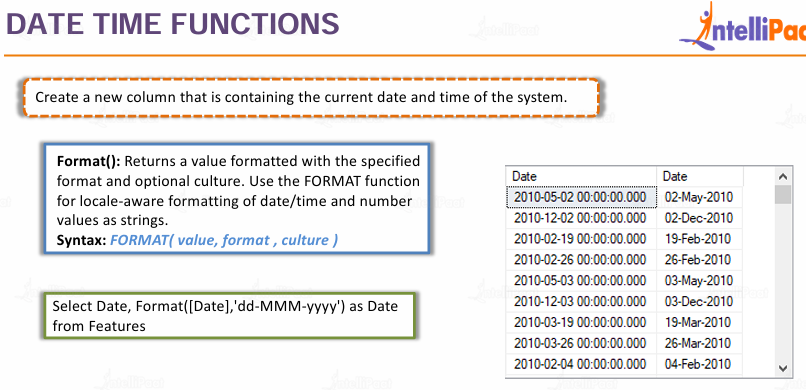 DATE TIME FUNCTIONS
IntelliPaa
Create a new column that is containing the current date and time of the system.
Format(): Returns a value formatted with the specified
format and optional culture. Use the FORMAT function
for locale-aware formatting of date/time and number
values as strings.
Syntax: FORMAT( value, format , culture )
Select Date, Format([Date],'dd-MMM-yyyy') as Date
from Features
Date Date
2010-05-02 00:00:00.000 02-May-2010
2010-12-02 00:00:00.000 02-Dec-2010
2010-02-19 00:00:00.000 19-Feb-2010
2010-02-26 00:00:00.000 26-Feb-2010
2010-05-03 00:00:00.000 03-May-2010
2010-12-03 00:00:00.000 03-Dec-2010
2010-03-19 00:00:00.000 19-Mar-2010
2010-03-26 00:00:00.000 26-Mar-2010
2010-02-04 00:00:00.000 04-Feb-2010